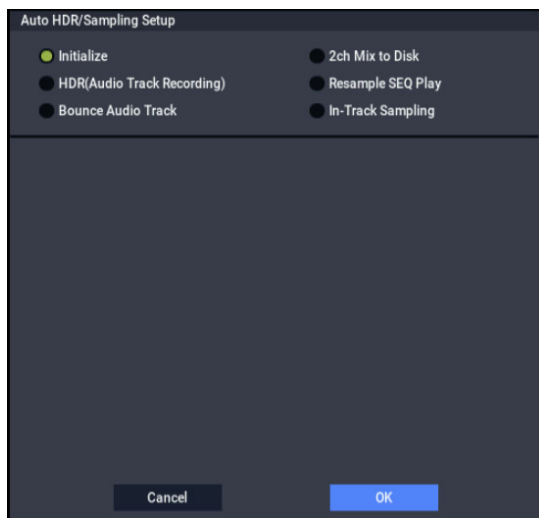 Auto HDR/Sampling Setup
Initialize
2ch Mix to Disk
HDR(Audio Track Recording)
Resample SEQ Play
Bounce Audio Track
In-Track Sampling
Cancel
OK